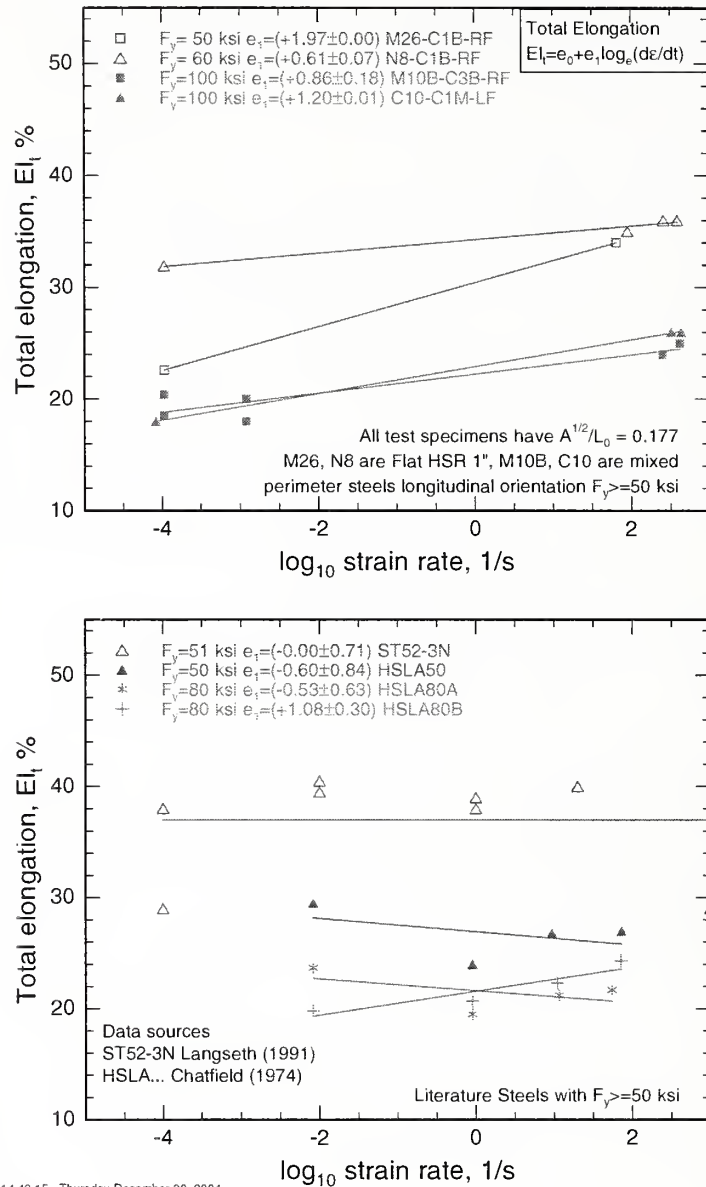 50
40
30
20
10
Total elongation, El_t %
F_y= 50 ksi e_1=(+1.97±0.00) M26-C1B-RF
F_y= 60 ksi e_1=(+0.61±0.07) N8-C1B-RF
F_y=100 ksi e_1=(+0.86±0.18) M10B-C3B-RF
F_y=100 ksi e_1=(+1.20±0.01) C10-C1M-LF
Total Elongation
El_t=e_0+e_1log_e(dε/dt)
All test specimens have A^1/2/L_0 = 0.177
M26, N8 are Flat HSR 1", M10B, C10 are mixed
perimeter steels longitudinal orientation F_y>=50 ksi
-4 -2 0 2
log_10 strain rate, 1/s
50
40
30
20
10
Total elongation, El_t %
F_y=51 ksi e_1=(-0.00±0.71) ST52-3N
F_y=50 ksi e_1=(-0.60±0.84) HSLA50
F_y=80 ksi e_1=(-0.53±0.63) HSLA80A
F_y=80 ksi e_1=(+1.08±0.30) HSLA80B
Data sources
ST52-3N Langseth (1991)
HSLA... Chatfield (1974)
Literature Steels with F_y>=50 ksi
-4 -2 0 2
log_10 strain rate, 1/s